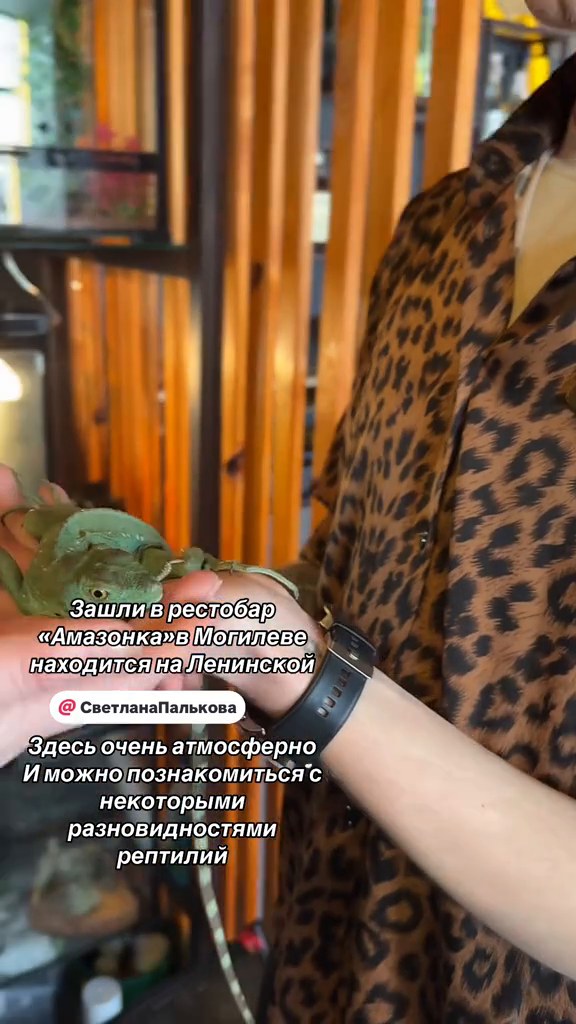 Зашли в рестобар
«Амазонка»в Могилеве
находится на Ленинской
@СветланаПалькова
Здесь очень атмосферно
И можно познакомиться с
некоторыми
разновидностями
рептилий